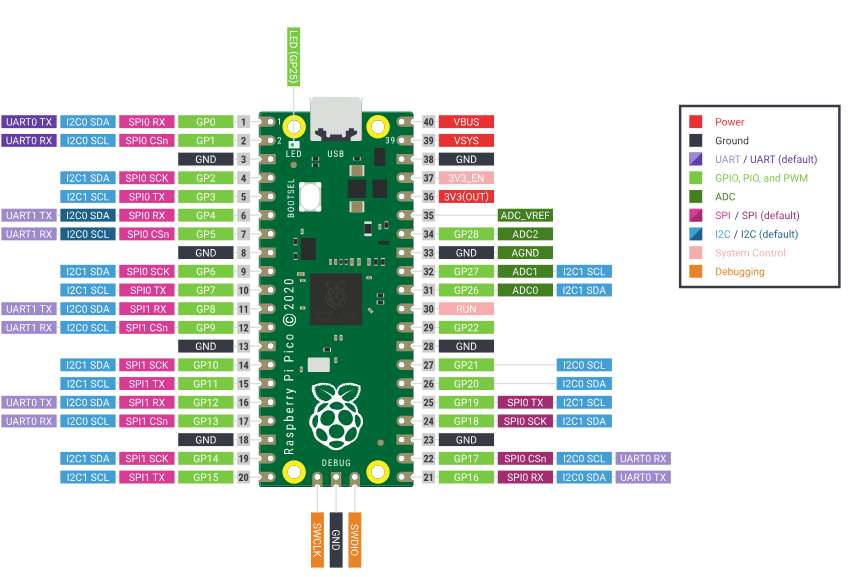 LED (GP25)
UART0 TX I2C0 SDA SPI0 RX GP0 1 1 40 VBUS
UART0 RX I2C0 SCL SPI0 CSn GP1 2 2 39 39 VSYS
GND 3 LED USB 38 GND
I2C1 SDA SPI0 SCK GP2 4 37 3V3_EN
I2C1 SCL SPI0 TX GP3 5 BOOTSEL 36 3V3(OUT)
UART1 TX I2C0 SDA SPI0 RX GP4 6 35 ADC_VREF
UART1 RX I2C0 SCL SPI0 CSn GP5 7 34 GP28 ADC2
GND 8 33 GND AGND
I2C1 SDA SPI0 SCK GP6 9 32 GP27 ADC1 I2C1 SCL
I2C1 SCL SPI0 TX GP7 10 31 GP26 ADC0 I2C1 SDA
UART1 TX I2C0 SDA SPI1 RX GP8 11 30 RUN
UART1 RX I2C0 SCL SPI1 CSn GP9 12 29 GP22
GND 13 28 GND
I2C1 SDA SPI1 SCK GP10 14 27 GP21 I2C0 SCL
I2C1 SCL SPI1 TX GP11 15 26 GP20 I2C0 SDA
UART0 TX I2C0 SDA SPI1 RX GP12 16 25 GP19 SPI0 TX I2C1 SCL
UART0 RX I2C0 SCL SPI1 CSn GP13 17 24 GP18 SPI0 SCK I2C1 SDA
GND 18 23 GND
I2C1 SDA SPI1 SCK GP14 19 22 GP17 SPI0 CSn I2C0 SCL UART0 RX
I2C1 SCL SPI1 TX GP15 20 21 GP16 SPI0 RX I2C0 SDA UART0 TX
Raspberry Pi Pico © 2020
DEBUG
SWCLK
GND
SWDIO
Power
Ground
UART / UART (default)
GPIO, PIO, and PWM
ADC
SPI / SPI (default)
I2C / I2C (default)
System Control
Debugging